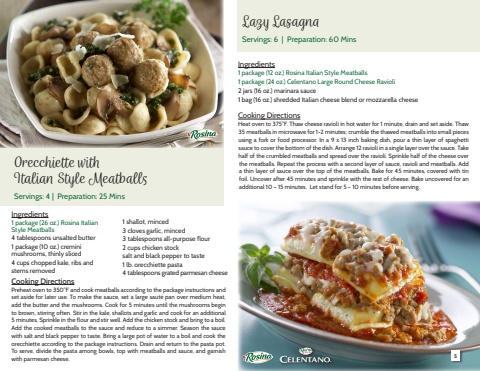 Rosina
Orecchiette with
Italian Style Meatballs
Servings: 4 | Preparation: 25 Mins
Ingredients
1 package (26 oz.) Rosina Italian
Style Meatballs
4 tablespoons unsalted butter
1 package (10 oz.) cremini
mushrooms, thinly sliced
4 cups chopped kale, ribs and
stems removed
1 shallot, minced
3 cloves garlic, minced
3 tablespoons all-purpose flour
2 cups chicken stock
salt and black pepper to taste
1 lb. orecchiette pasta
4 tablespoons grated parmesan cheese
Cooking Directions
Preheat oven to 350°F and cook meatballs according to the package instructions and
set aside for later use. To make the sauce, set a large sauté pan over medium heat,
add the butter and the mushrooms. Cook for 5 minutes until the mushrooms begin
to brown, stirring often. Stir in the kale, shallots and garlic and cook for an additional
5 minutes. Sprinkle in the flour and stir well. Add the chicken stock and bring to a boil.
Add the cooked meatballs to the sauce and reduce to a simmer. Season the sauce
with salt and black pepper to taste. Bring a large pot of water to a boil and cook the
orecchiette according to the package instructions. Drain and return to the pasta pot.
To serve, divide the pasta among bowls, top with meatballs and sauce, and garnish
with parmesan cheese.
Lazy Lasagna
Servings: 6 | Preparation: 60 Mins
Ingredients
1 package (12 oz.) Rosina Italian Style Meatballs
1 package (24 oz.) Celentano Large Round Cheese Ravioli
2 jars (16 oz.) marinara sauce
1 bag (16 oz.) shredded Italian cheese blend or mozzarella cheese
Cooking Directions
Heat oven to 375°F. Thaw cheese ravioli in hot water for 1 minute, drain and set aside. Thaw
35 meatballs in microwave for 1-2 minutes; crumble the thawed meatballs into small pieces
using a fork or food processor. In a 9 x 13 inch baking dish, pour a thin layer of spaghetti
sauce to cover the bottom of the dish. Arrange 12 ravioli in a single layer over the sauce. Take
half of the crumbled meatballs and spread over the ravioli. Sprinkle half of the cheese over
the meatballs. Repeat the process with a second layer of sauce, ravioli and meatballs. Add
a thin layer of sauce over the top of the meatballs. Bake for 45 minutes, covered with tin
foil. Uncover after 45 minutes and sprinkle with the rest of cheese. Bake uncovered for an
additional 10 – 15 minutes. Let stand for 5 – 10 minutes before serving.
Rosina
CELENTANO
5